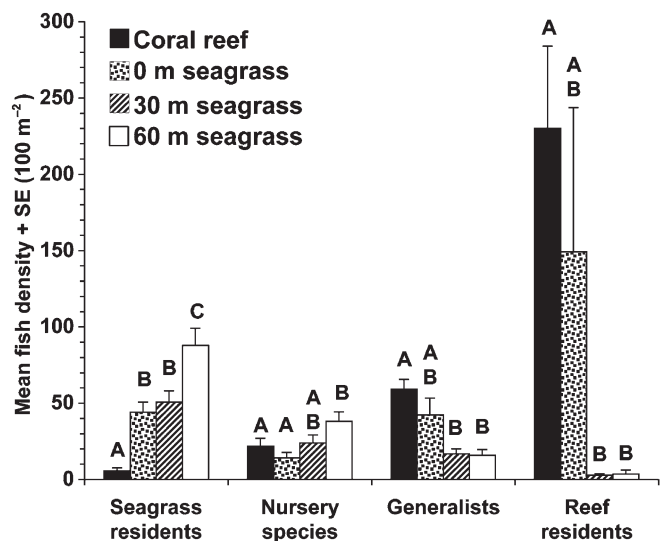 300
250
200
150
100
50
0
Mean fish density + SE (100 m⁻²)
Coral reef
0 m seagrass
30 m seagrass
60 m seagrass
A
B
B
C
A
A
A
B
B
A
A
B
B
B
A
A
B
B
B
Seagrass
residents
Nursery
species
Generalists
Reef
residents